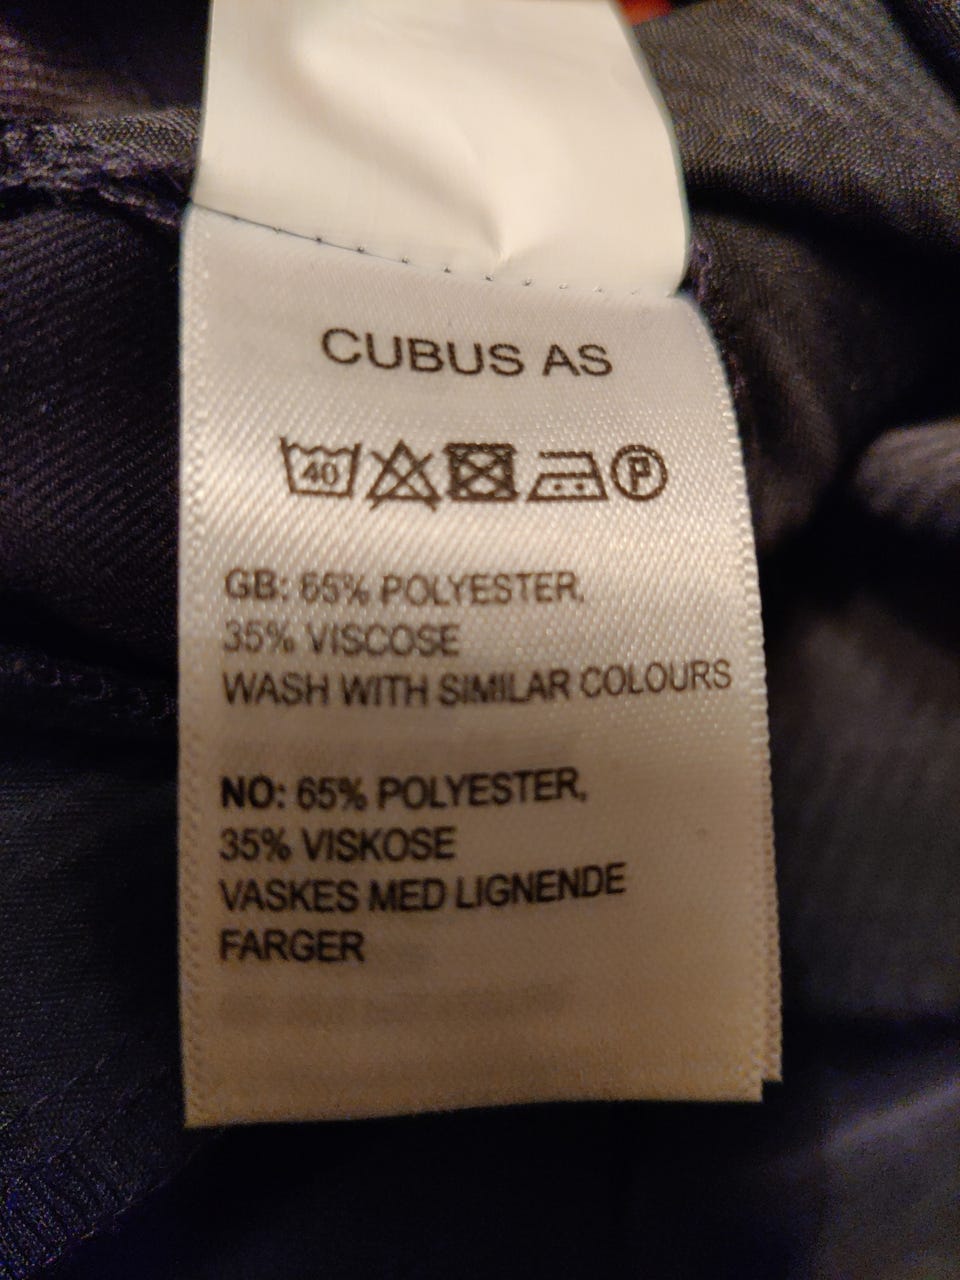 CUBUS AS
40 P
GB: 65% POLYESTER,
35% VISCOSE
WASH WITH SIMILAR COLOURS
NO: 65% POLYESTER,
35% VISKOSE
VASKES MED LIGNENDE
FARGER